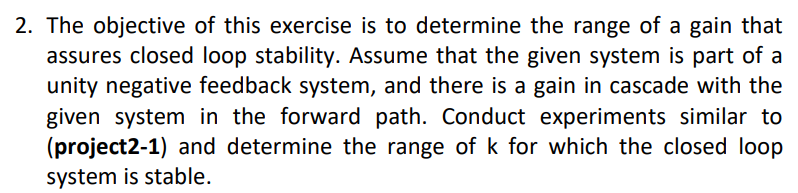 2. The objective of this exercise is to determine the range of a gain that
assures closed loop stability. Assume that the given system is part of a
unity negative feedback system, and there is a gain in cascade with the
given system in the forward path. Conduct experiments similar to
(project2-1) and determine the range of k for which the closed loop
system is stable.